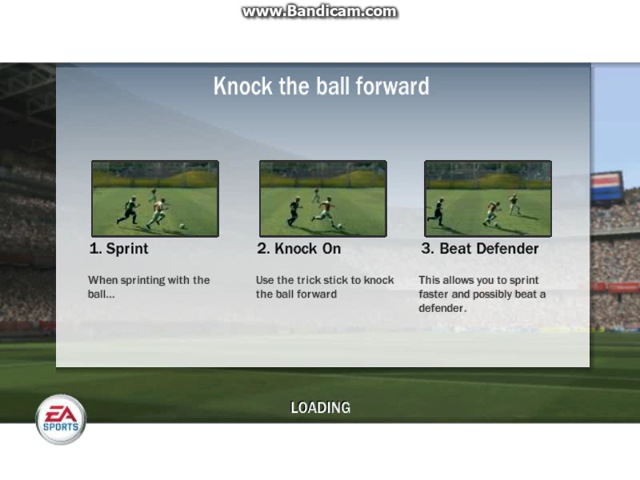 www.Bandicam.com
Knock the ball forward
1. Sprint
When sprinting with the
ball...
2. Knock On
Use the trick stick to knock
the ball forward
3. Beat Defender
This allows you to sprint
faster and possibly beat a
defender.
LOADING
EA
SPORTS